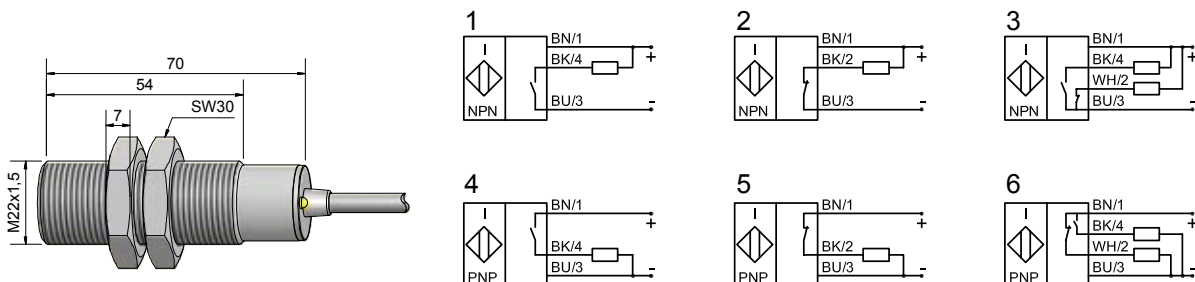 70
54
7
SW30
M22x1,5
1
BN/1
BK/4
BU/3
+
-
I
NPN
2
BN/1
BK/2
BU/3
+
-
I
NPN
3
BN/1
BK/4
WH/2
BU/3
+
-
I
NPN
4
BN/1
BK/4
BU/3
+
-
I
PNP
5
BN/1
BK/2
BU/3
+
-
I
PNP
6
BN/1
BK/4
WH/2
BU/3
+
-
I
PNP